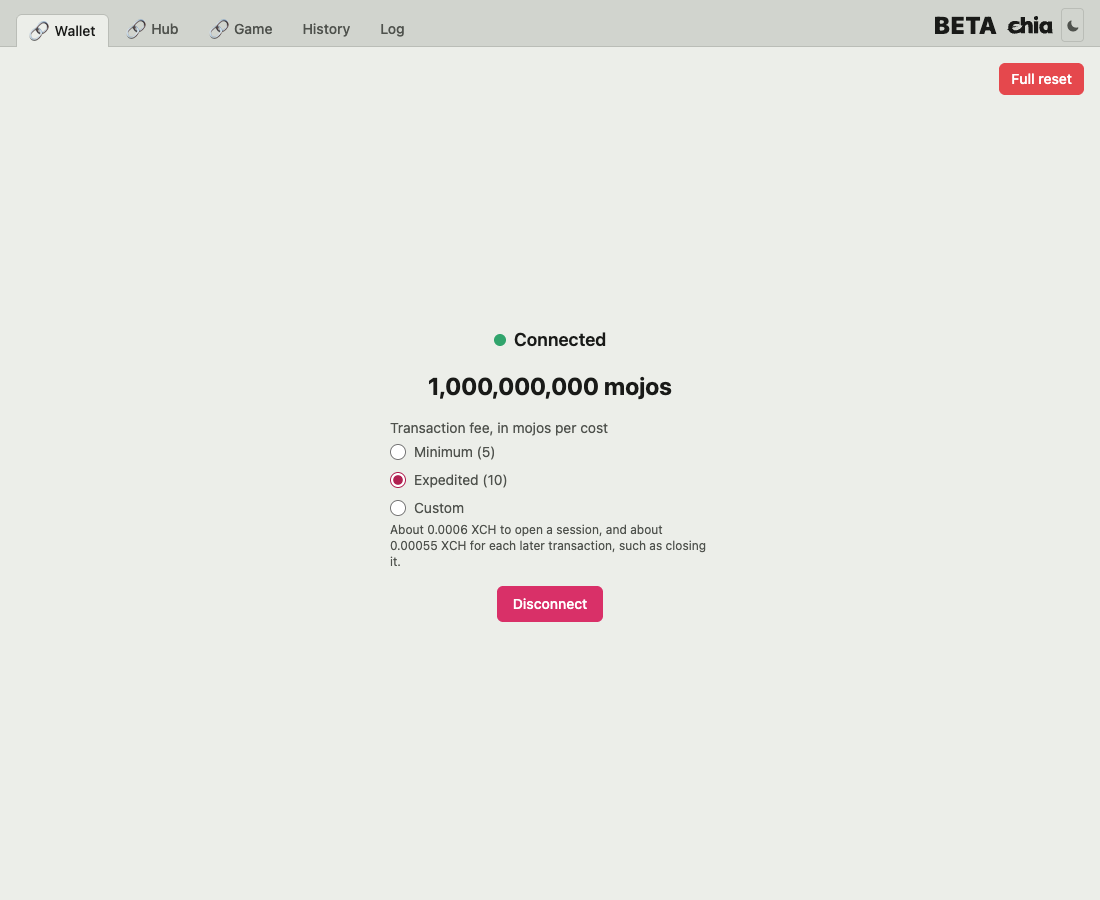 Wallet
Hub
Game
History
Log
BETA chia
Full reset
Connected
1,000,000,000 mojos
Transaction fee, in mojos per cost
Minimum (5)
Expedited (10)
Custom
About 0.0006 XCH to open a session, and about
0.00055 XCH for each later transaction, such as closing
it.
Disconnect